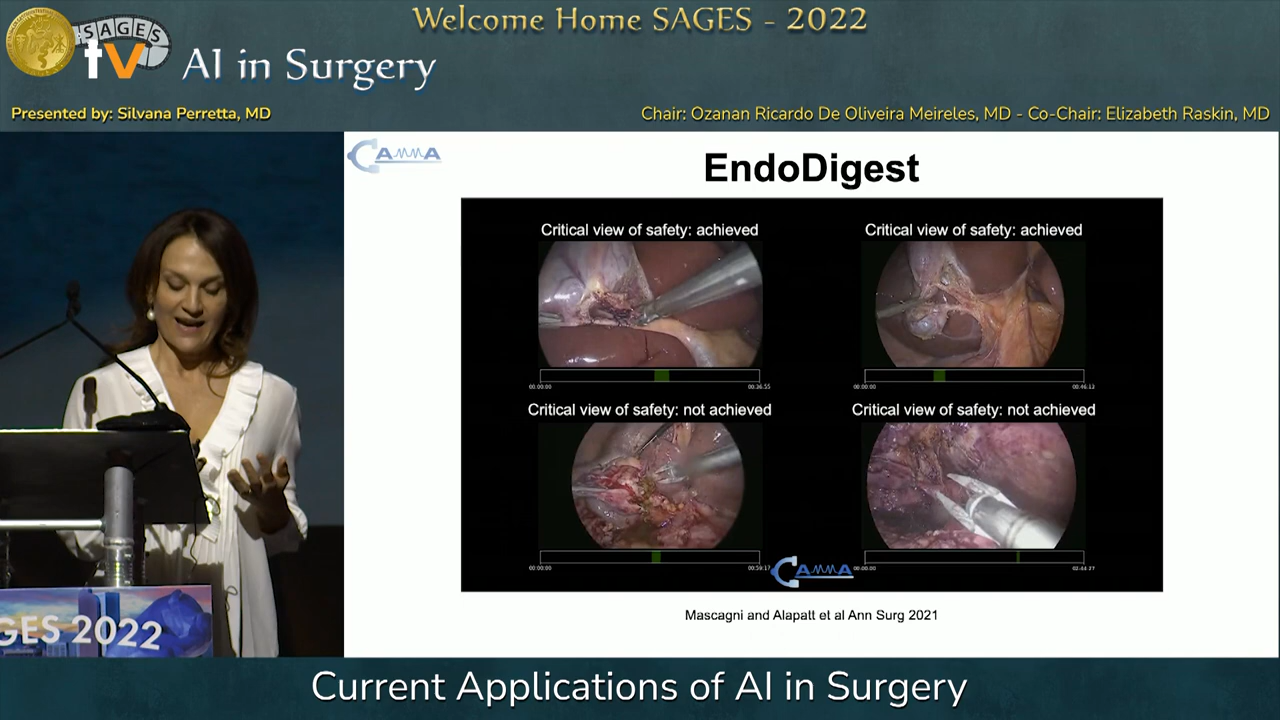 Welcome Home SAGES - 2022
SAGES
tv
AI in Surgery
Presented by: Silvana Perretta, MD
Chair: Ozanan Ricardo De Oliveira Meireles, MD - Co-Chair: Elizabeth Raskin, MD
CAMMA
EndoDigest
Critical view of safety: achieved
Critical view of safety: achieved
00:00:00
00:26:55
00:00:00
00:46:13
Critical view of safety: not achieved
Critical view of safety: not achieved
00:00:00
00:59:17
CAMMA
00:00:00
Mascagni and Alapatt et al Ann Surg 2021
GES 2022
Current Applications of AI in Surgery